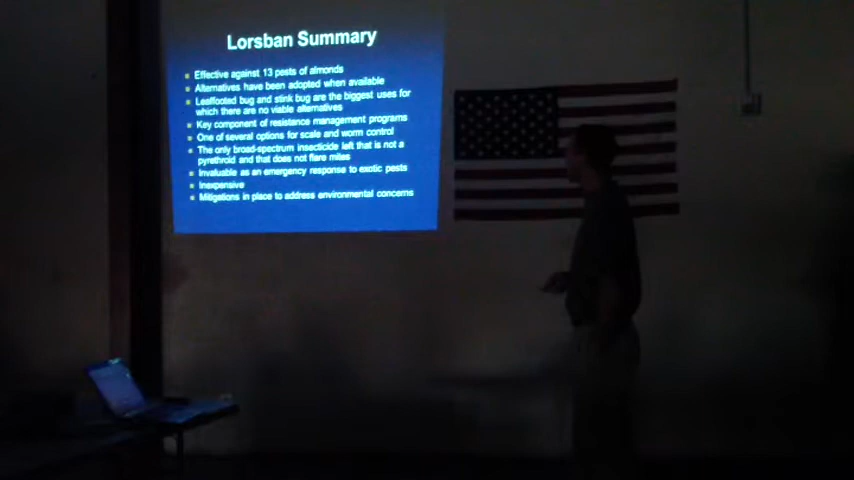 Lorsban Summary
Effective against 13 pests of almonds
Alternatives have been adopted when available
Leaffooted bug and stink bug are the biggest uses for
which there are no viable alternatives
Key component of resistance management programs
One of several options for scale and worm control
The only broad-spectrum insecticide left that is not a
pyrethroid and that does not flare mites
Invaluable as an emergency response to exotic pests
Inexpensive
Mitigations in place to address environmental concerns